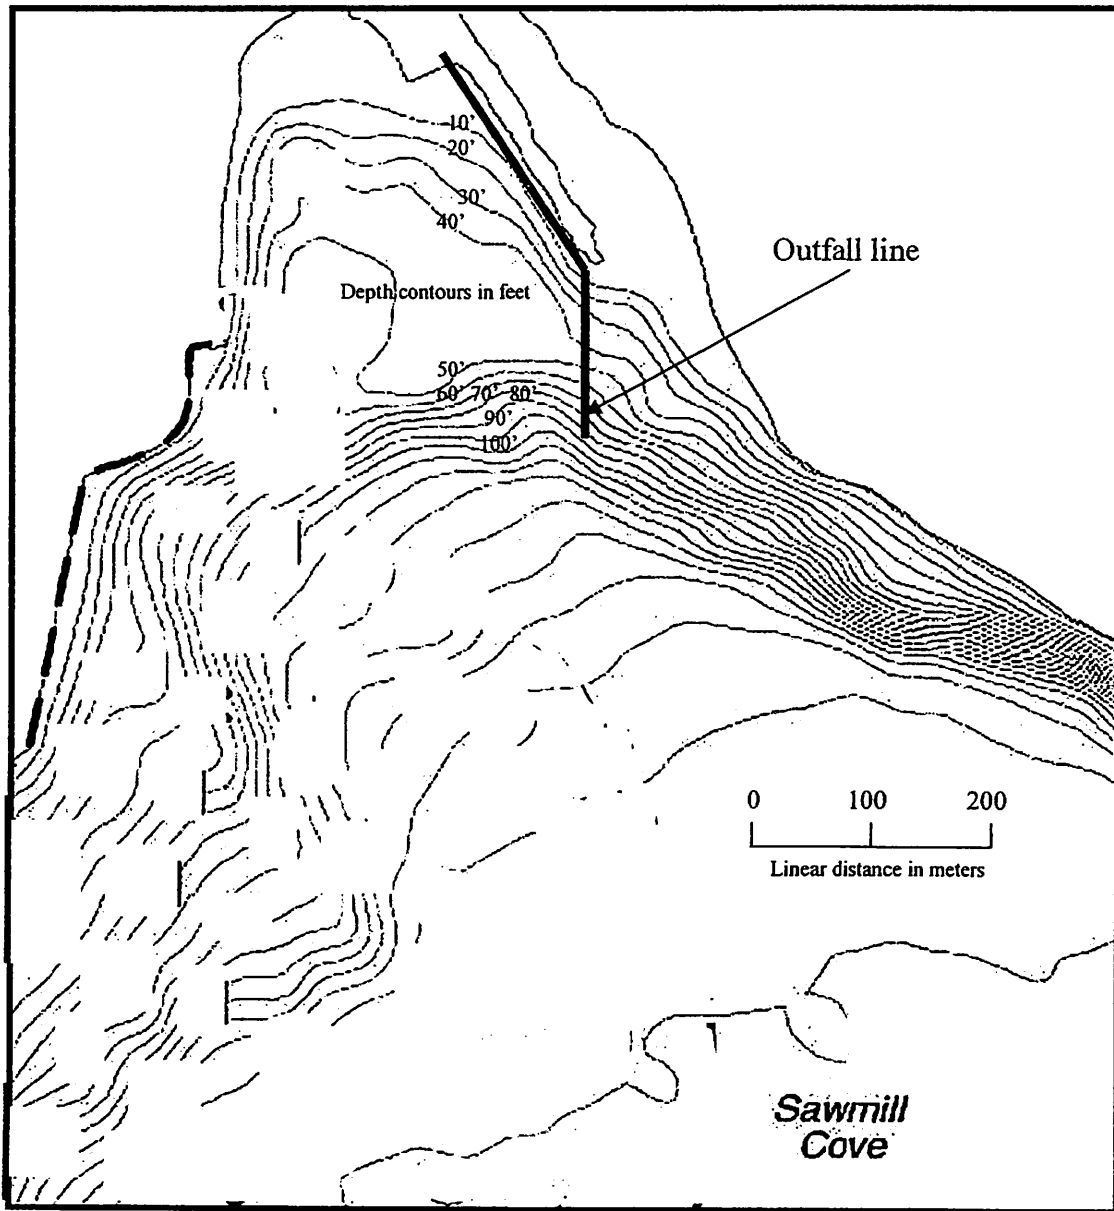 10'
20'
30'
40'
Outfall line
Depth contours in feet
50'
60' 70' 80'
90'
100'
0 100 200
Linear distance in meters
Sawmill
Cove